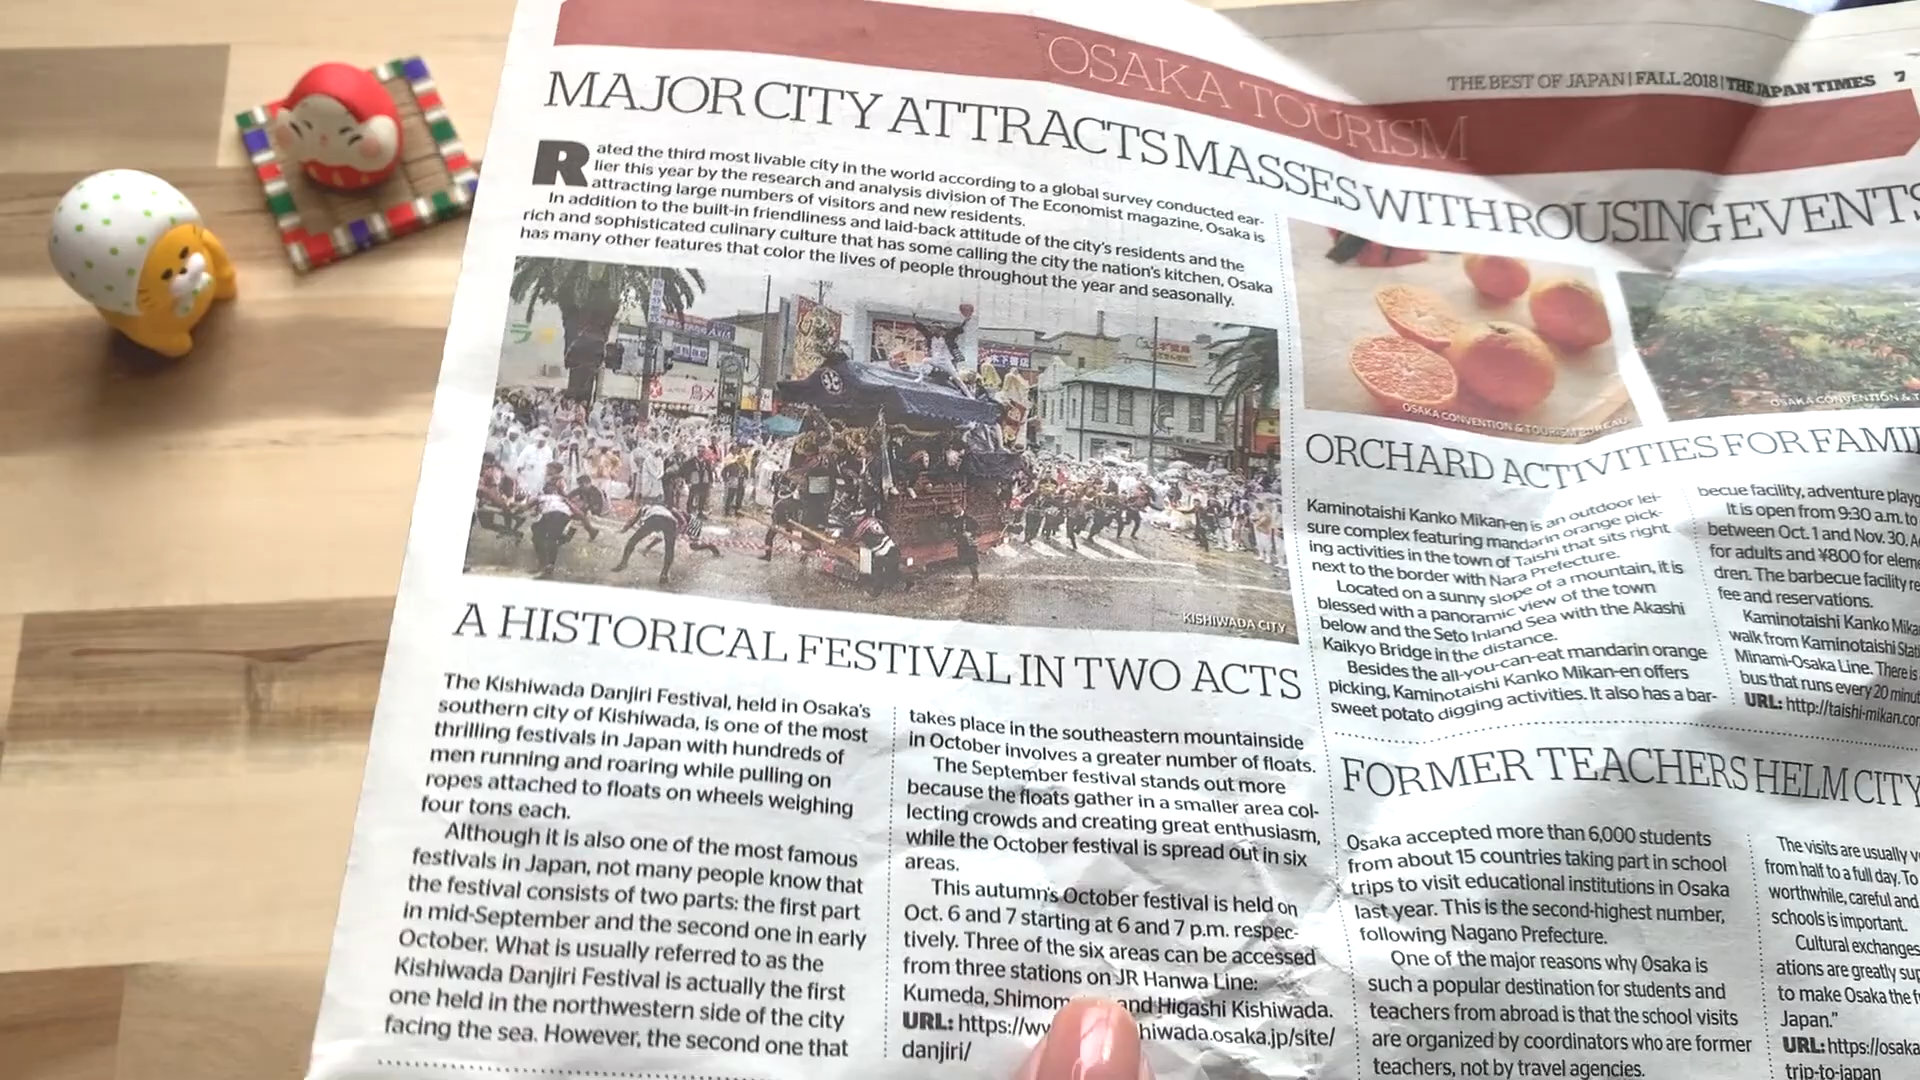 OSAKA TOURISM
THE BEST OF JAPAN | FALL 2018 | THE JAPAN TIMES 7
MAJOR CITY ATTRACTS MASSES WITH ROUSING EVENTS
Rated the third most livable city in the world according to a global survey conducted ear-
lier this year by the research and analysis division of The Economist magazine, Osaka is
attracting large numbers of visitors and new residents.
In addition to the built-in friendliness and laid-back attitude of the city's residents and the
rich and sophisticated culinary culture that has some calling the city the nation's kitchen, Osaka
has many other features that color the lives of people throughout the year and seasonally.
KISHIWADA CITY
A HISTORICAL FESTIVAL IN TWO ACTS
The Kishiwada Danjiri Festival, held in Osaka's
southern city of Kishiwada, is one of the most
thrilling festivals in Japan with hundreds of
men running and roaring while pulling on
ropes attached to floats on wheels weighing
four tons each.
Although it is also one of the most famous
festivals in Japan, not many people know that
the festival consists of two parts: the first part
in mid-September and the second one in early
October. What is usually referred to as the
Kishiwada Danjiri Festival is actually the first
one held in the northwestern side of the city
facing the sea. However, the second one that
takes place in the southeastern mountainside
in October involves a greater number of floats.
The September festival stands out more
because the floats gather in a smaller area col-
lecting crowds and creating great enthusiasm,
while the October festival is spread out in six
areas.
This autumn's October festival is held on
Oct. 6 and 7 starting at 6 and 7 p.m. respec-
tively. Three of the six areas can be accessed
from three stations on JR Hanwa Line:
Kumeda, and Higashi Kishiwada.
URL: hiwada.osaka.jp/site/
danjiri/
OSAKA CONVENTION & TOURISM BUREAU
OSAKA CONVENTION & T
ORCHARD ACTIVITIES FOR FAMI
Kaminotaishi Kanko Mikan-en is an outdoor lei-
sure complex featuring mandarin orange pick-
ing activities in the town of Taishi that sits right
next to the border with Nara Prefecture.
Located on a sunny slope of a mountain, it is
blessed with a panoramic view of the town
below and the Seto Inland Sea with the Akashi
Kaikyo Bridge in the distance.
Besides the all-you-can-eat mandarin orange
picking, Kaminotaishi Kanko Mikan-en offers
sweet potato digging activities. It also has a bar-
becue facility, adventure playg
It is open from 9:30 a.m. to
between Oct. 1 and Nov. 30. A
for adults and ¥800 for elem
dren. The barbecue facility re
fee and reservations.
Kaminotaishi Kanko Mika
walk from Kaminotaishi Stati
Minami-Osaka Line. There is
bus that runs every 20 minut
URL: http://taishi-mikan.com
FORMER TEACHERS HELM CITY
Osaka accepted more than 6,000 students
from about 15 countries taking part in school
trips to visit educational institutions in Osaka
last year. This is the second-highest number,
following Nagano Prefecture.
One of the major reasons why Osaka is
such a popular destination for students and
teachers from abroad is that the school visits
are organized by coordinators who are former
teachers, not by travel agencies.
The visits are usually v
from half to a full day. To
worthwhile, careful and
schools is important.
Cultural exchanges
ations are greatly sup
to make Osaka the f
Japan."
URL: https://osaka
trip-to-japan